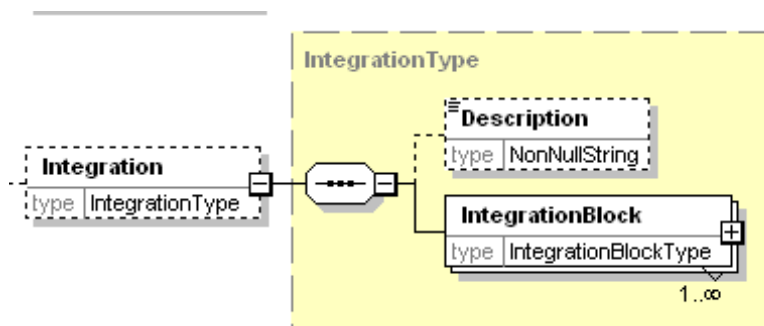 IntegrationType
Description
type NonNullString
Integration
type IntegrationType
IntegrationBlock
type IntegrationBlockType
1..∞